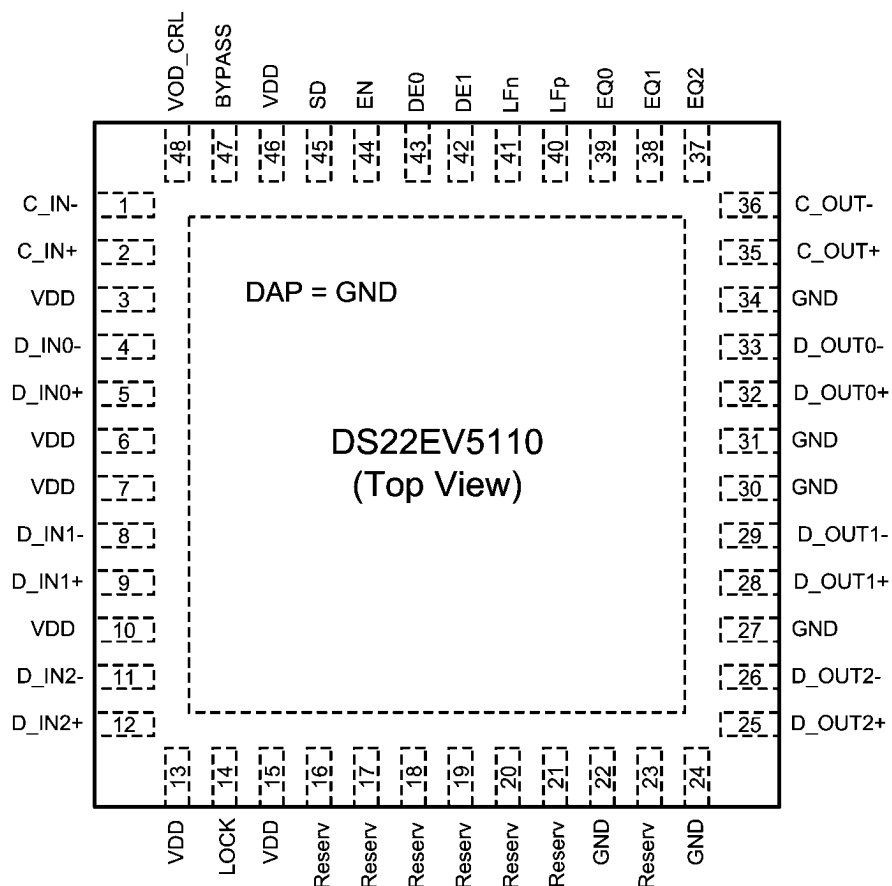 VOD_CRL
BYPASS
VDD
SD
EN
DE0
DE1
LFn
LFp
EQ0
EQ1
EQ2
48
47
46
45
44
43
42
41
40
39
38
37
C_IN- 1
36 C_OUT-
C_IN+ 2
35 C_OUT+
VDD 3
34 GND
D_IN0- 4
33 D_OUT0-
D_IN0+ 5
32 D_OUT0+
VDD 6
31 GND
VDD 7
30 GND
D_IN1- 8
29 D_OUT1-
D_IN1+ 9
28 D_OUT1+
VDD 10
27 GND
D_IN2- 11
26 D_OUT2-
D_IN2+ 12
25 D_OUT2+
DAP = GND
DS22EV5110
(Top View)
13
14
15
16
17
18
19
20
21
22
23
24
VDD
LOCK
VDD
Reserv
Reserv
Reserv
Reserv
Reserv
Reserv
GND
Reserv
GND